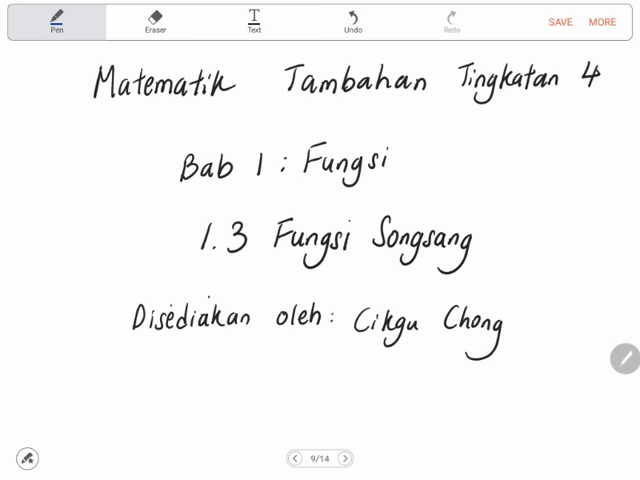 Pen Eraser Text Undo Redo SAVE MORE
Matematik Tambahan Tingkatan 4
Bab 1 : Fungsi
1.3 Fungsi Songsang
Disediakan oleh : Cikgu Chong
9/14